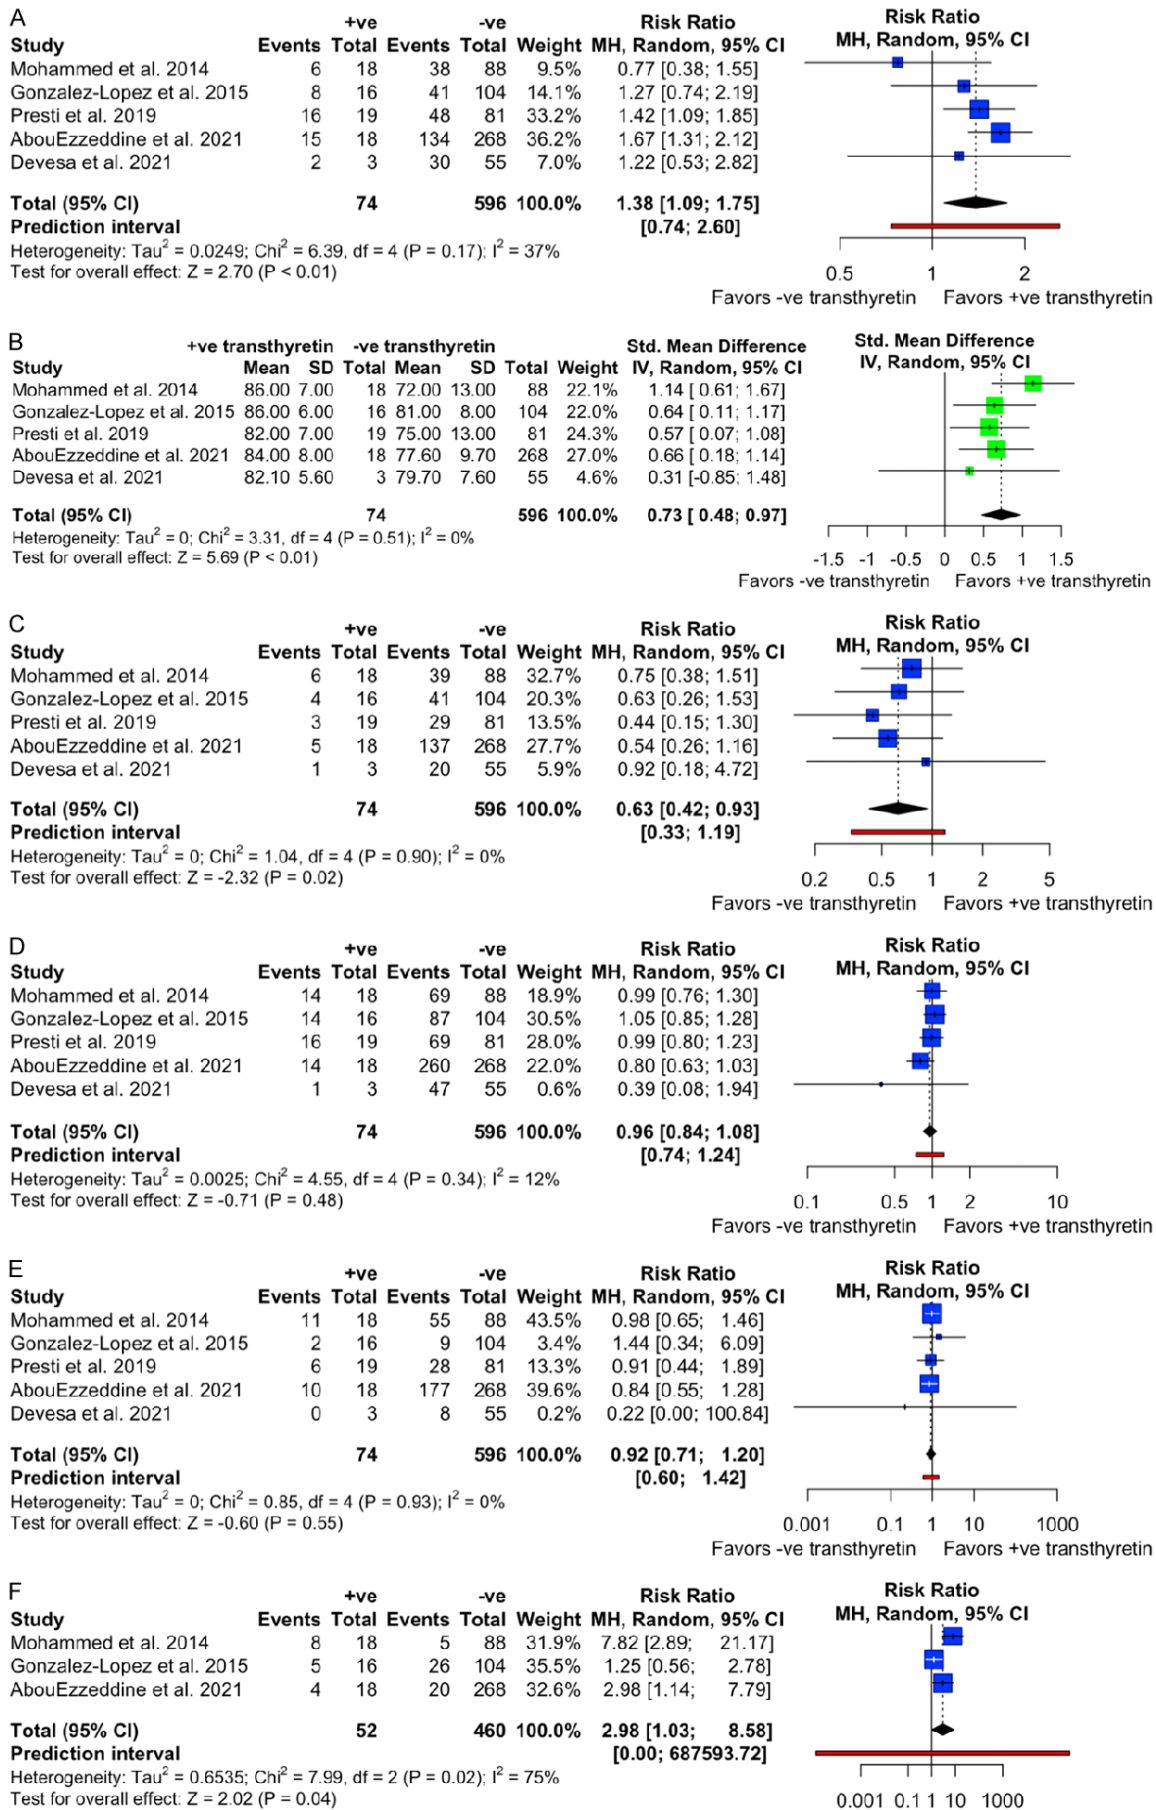 A
+ve -ve Risk Ratio Risk Ratio
Study Events Total Events Total Weight MH, Random, 95% CI MH, Random, 95% CI
Mohammed et al. 2014 6 18 38 88 9.5% 0.77 [0.38; 1.55]
Gonzalez-Lopez et al. 2015 8 16 41 104 14.1% 1.27 [0.74; 2.19]
Presti et al. 2019 16 19 48 81 33.2% 1.42 [1.09; 1.85]
AbouEzzeddine et al. 2021 15 18 134 268 36.2% 1.67 [1.31; 2.12]
Devesa et al. 2021 2 3 30 55 7.0% 1.22 [0.53; 2.82]
Total (95% CI) 74 596 100.0% 1.38 [1.09; 1.75]
Prediction interval [0.74; 2.60]
Heterogeneity: Tau² = 0.0249; Chi² = 6.39, df = 4 (P = 0.17); I² = 37%
Test for overall effect: Z = 2.70 (P < 0.01)
0.5 1 2
Favors -ve transthyretin Favors +ve transthyretin
B
+ve transthyretin -ve transthyretin Std. Mean Difference Std. Mean Difference
Study Mean SD Total Mean SD Total Weight IV, Random, 95% CI IV, Random, 95% CI
Mohammed et al. 2014 86.00 7.00 18 72.00 13.00 88 22.1% 1.14 [ 0.61; 1.67]
Gonzalez-Lopez et al. 2015 86.00 6.00 16 81.00 8.00 104 22.0% 0.64 [ 0.11; 1.17]
Presti et al. 2019 82.00 7.00 19 75.00 13.00 81 24.3% 0.57 [ 0.07; 1.08]
AbouEzzeddine et al. 2021 84.00 8.00 18 77.60 9.70 268 27.0% 0.66 [ 0.18; 1.14]
Devesa et al. 2021 82.10 5.60 3 79.70 7.60 55 4.6% 0.31 [-0.85; 1.48]
Total (95% CI) 74 596 100.0% 0.73 [ 0.48; 0.97]
Heterogeneity: Tau² = 0; Chi² = 3.31, df = 4 (P = 0.51); I² = 0%
Test for overall effect: Z = 5.69 (P < 0.01)
-1.5 -1 -0.5 0 0.5 1 1.5
Favors -ve transthyretin Favors +ve transthyretin
C
+ve -ve Risk Ratio Risk Ratio
Study Events Total Events Total Weight MH, Random, 95% CI MH, Random, 95% CI
Mohammed et al. 2014 6 18 39 88 32.7% 0.75 [0.38; 1.51]
Gonzalez-Lopez et al. 2015 4 16 41 104 20.3% 0.63 [0.26; 1.53]
Presti et al. 2019 3 19 29 81 13.5% 0.44 [0.15; 1.30]
AbouEzzeddine et al. 2021 5 18 137 268 27.7% 0.54 [0.26; 1.16]
Devesa et al. 2021 1 3 20 55 5.9% 0.92 [0.18; 4.72]
Total (95% CI) 74 596 100.0% 0.63 [0.42; 0.93]
Prediction interval [0.33; 1.19]
Heterogeneity: Tau² = 0; Chi² = 1.04, df = 4 (P = 0.90); I² = 0%
Test for overall effect: Z = -2.32 (P = 0.02)
0.2 0.5 1 2 5
Favors -ve transthyretin Favors +ve transthyretin
D
+ve -ve Risk Ratio Risk Ratio
Study Events Total Events Total Weight MH, Random, 95% CI MH, Random, 95% CI
Mohammed et al. 2014 14 18 69 88 18.9% 0.99 [0.76; 1.30]
Gonzalez-Lopez et al. 2015 14 16 87 104 30.5% 1.05 [0.85; 1.28]
Presti et al. 2019 16 19 69 81 28.0% 0.99 [0.80; 1.23]
AbouEzzeddine et al. 2021 14 18 260 268 22.0% 0.80 [0.63; 1.03]
Devesa et al. 2021 1 3 47 55 0.6% 0.39 [0.08; 1.94]
Total (95% CI) 74 596 100.0% 0.96 [0.84; 1.08]
Prediction interval [0.74; 1.24]
Heterogeneity: Tau² = 0.0025; Chi² = 4.55, df = 4 (P = 0.34); I² = 12%
Test for overall effect: Z = -0.71 (P = 0.48)
0.1 0.5 1 2 10
Favors -ve transthyretin Favors +ve transthyretin
E
+ve -ve Risk Ratio Risk Ratio
Study Events Total Events Total Weight MH, Random, 95% CI MH, Random, 95% CI
Mohammed et al. 2014 11 18 55 88 43.5% 0.98 [0.65; 1.46]
Gonzalez-Lopez et al. 2015 2 16 9 104 3.4% 1.44 [0.34; 6.09]
Presti et al. 2019 6 19 28 81 13.3% 0.91 [0.44; 1.89]
AbouEzzeddine et al. 2021 10 18 177 268 39.6% 0.84 [0.55; 1.28]
Devesa et al. 2021 0 3 8 55 0.2% 0.22 [0.00; 100.84]
Total (95% CI) 74 596 100.0% 0.92 [0.71; 1.20]
Prediction interval [0.60; 1.42]
Heterogeneity: Tau² = 0; Chi² = 0.85, df = 4 (P = 0.93); I² = 0%
Test for overall effect: Z = -0.60 (P = 0.55)
0.001 0.1 1 10 1000
Favors -ve transthyretin Favors +ve transthyretin
F
+ve -ve Risk Ratio Risk Ratio
Study Events Total Events Total Weight MH, Random, 95% CI MH, Random, 95% CI
Mohammed et al. 2014 8 18 5 88 31.9% 7.82 [2.89; 21.17]
Gonzalez-Lopez et al. 2015 5 16 26 104 35.5% 1.25 [0.56; 2.78]
AbouEzzeddine et al. 2021 4 18 20 268 32.6% 2.98 [1.14; 7.79]
Total (95% CI) 52 460 100.0% 2.98 [1.03; 8.58]
Prediction interval [0.00; 687593.72]
Heterogeneity: Tau² = 0.6535; Chi² = 7.99, df = 2 (P = 0.02); I² = 75%
Test for overall effect: Z = 2.02 (P = 0.04)
0.001 0.1 1 10 1000